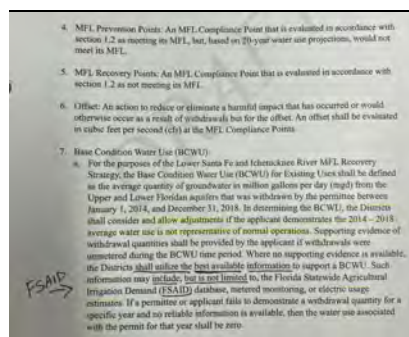 4. MFL Prevention Points: An MFL Compliance Point that is evaluated in accordance with
section 1.2 as meeting its MFL, but, based on 20-year water use projections, would not
meet its MFL.
5. MFL Recovery Points: An MFL Compliance Point that is evaluated in accordance with
section 1.2 as not meeting its MFL.
6. Offset: An action to reduce or eliminate a harmful impact that has occurred or would
otherwise occur as a result of withdrawals but for the offset. An offset shall be evaluated
in cubic feet per second (cfs) at the MFL Compliance Points.
7. Base Condition Water Use (BCWU):
a. For the purposes of the Lower Santa Fe and Ichetucknee River MFL Recovery
Strategy, the Base Condition Water Use (BCWU) for Existing Uses shall be defined
as the average quantity of groundwater in million gallons per day (mgd) from the
Upper and Lower Floridan aquifers that was withdrawn by the permittee between
January 1, 2014, and December 31, 2018. In determining the BCWU, the Districts
shall consider and allow adjustments if the applicant demonstrates the 2014 – 2018
average water use is not representative of normal operations. Supporting evidence of
withdrawal quantities shall be provided by the applicant if withdrawals were
unmetered during the BCWU time period. Where no supporting evidence is available,
the Districts shall utilize the best available information to support a BCWU. Such
information may include, but is not limited to, the Florida Statewide Agricultural
FSAID → Irrigation Demand (FSAID) database, metered monitoring, or electric usage
estimates. If a permittee or applicant fails to demonstrate a withdrawal quantity for a
specific year and no reliable information is available, then the water use associated
with the permit for that year shall be zero.